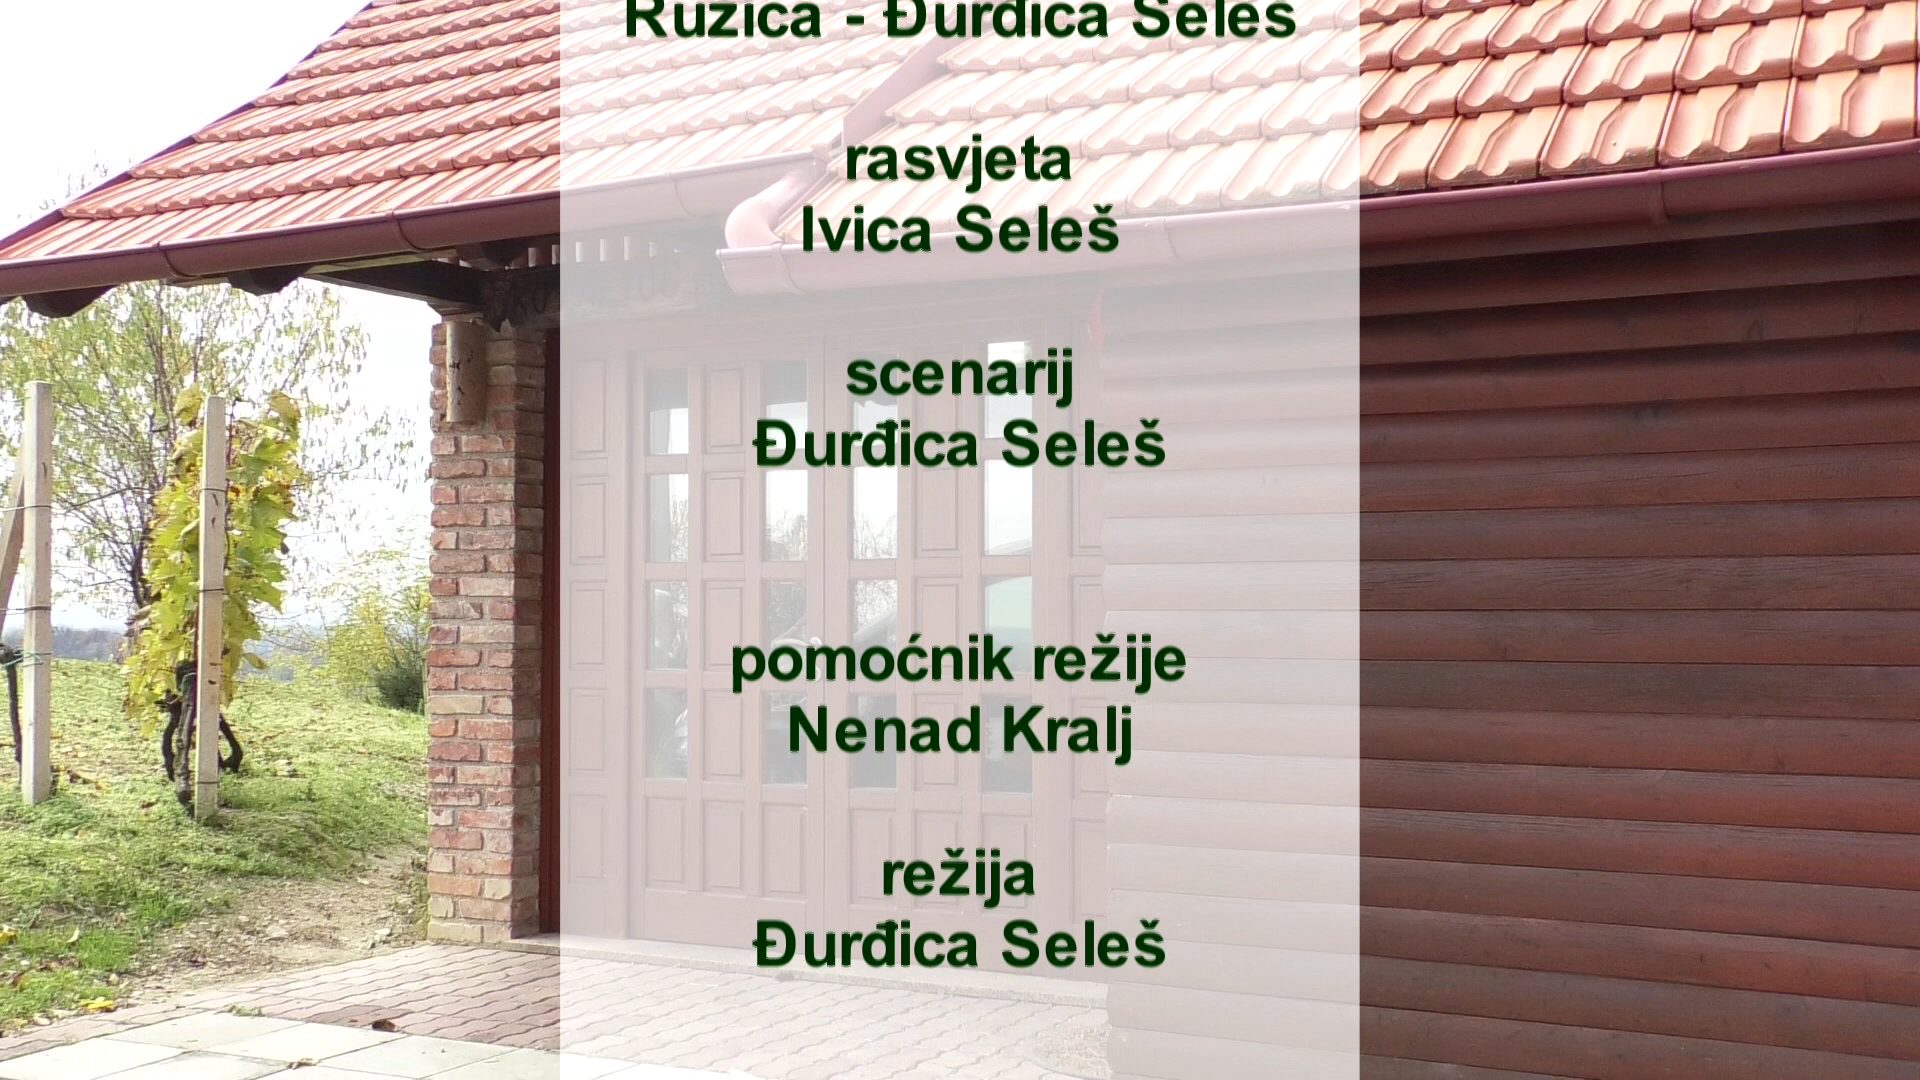 Ružica - Đurđica Seleš
rasvjeta
Ivica Seleš
scenarij
Đurđica Seleš
pomoćnik režije
Nenad Kralj
režija
Đurđica Seleš